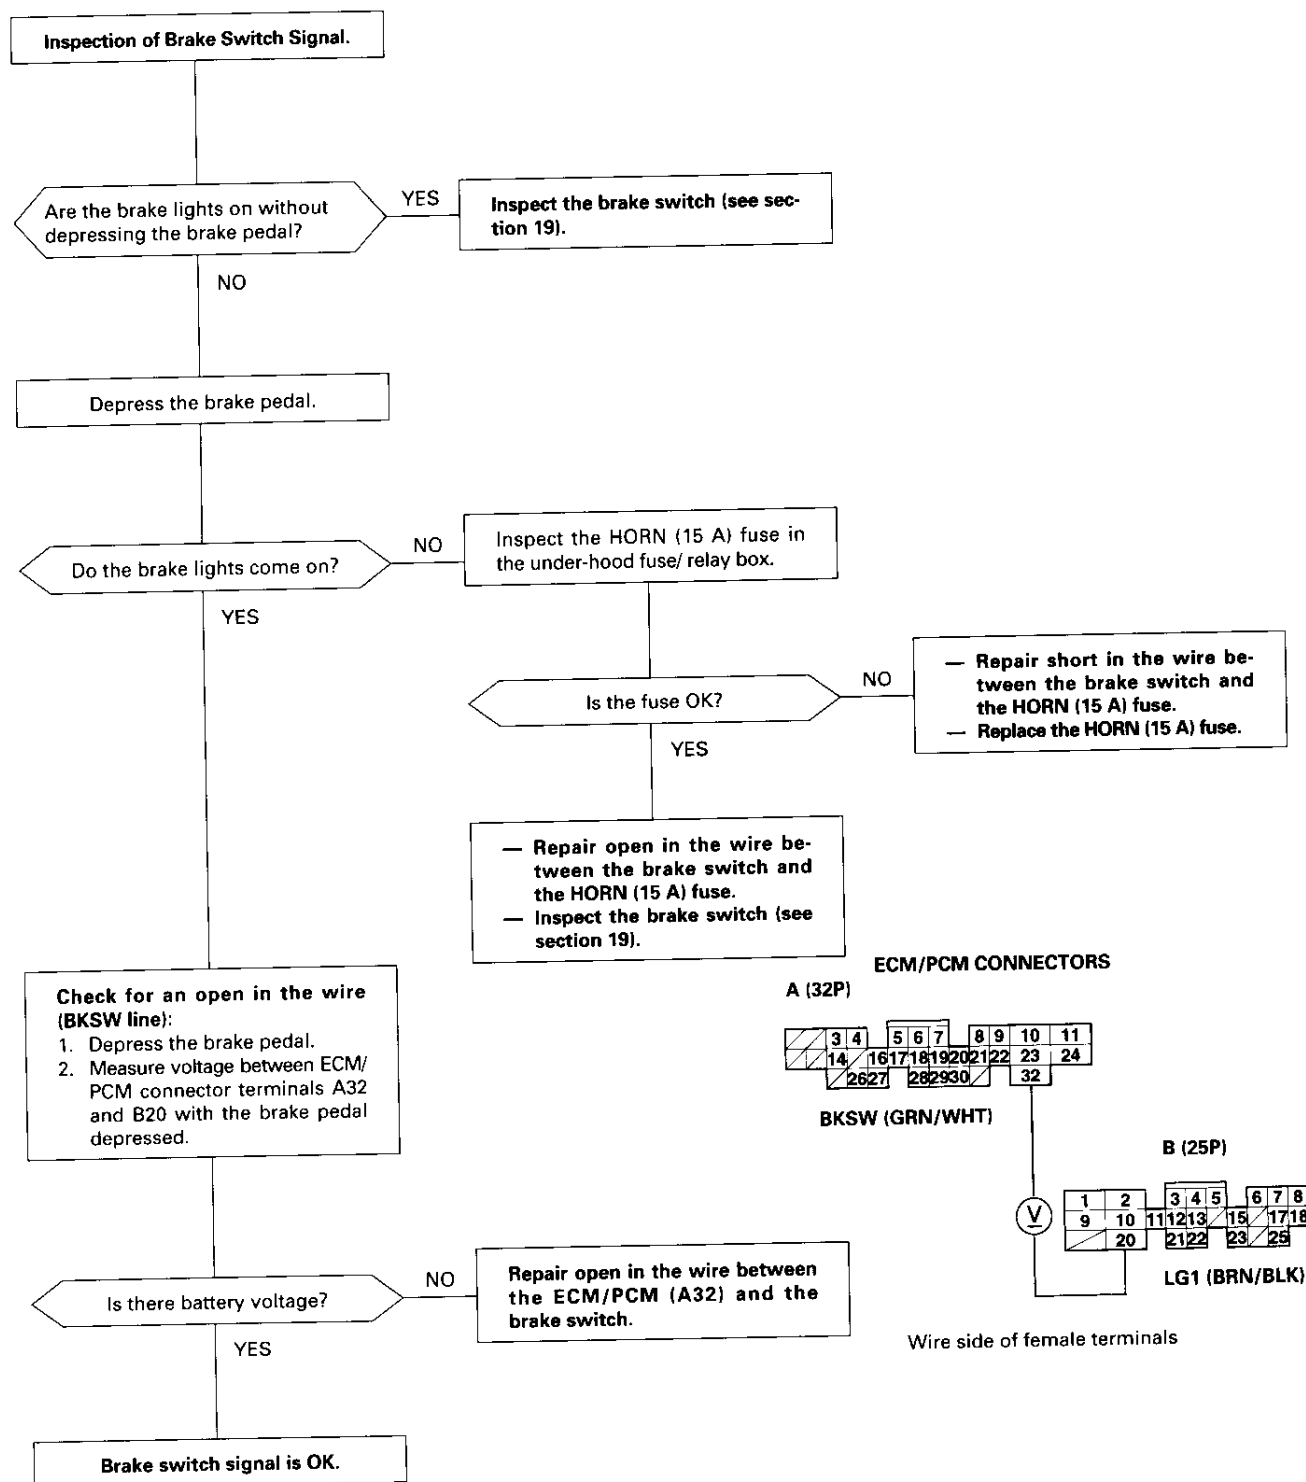 Inspection of Brake Switch Signal.
Are the brake lights on without
depressing the brake pedal?
YES
Inspect the brake switch (see sec-
tion 19).
NO
Depress the brake pedal.
Do the brake lights come on?
NO
Inspect the HORN (15 A) fuse in
the under-hood fuse/ relay box.
YES
Is the fuse OK?
NO
— Repair short in the wire be-
tween the brake switch and
the HORN (15 A) fuse.
— Replace the HORN (15 A) fuse.
YES
— Repair open in the wire be-
tween the brake switch and
the HORN (15 A) fuse.
— Inspect the brake switch (see
section 19).
Check for an open in the wire
(BKSW line):
1. Depress the brake pedal.
2. Measure voltage between ECM/
PCM connector terminals A32
and B20 with the brake pedal
depressed.
ECM/PCM CONNECTORS
A (32P)
3 4 5 6 7 8 9 10 11
14 16 17 18 19 20 21 22 23 24
26 27 28 29 30 32
BKSW (GRN/WHT)
B (25P)
V
1 2 3 4 5 6 7 8
9 10 11 12 13 15 17 18
20 21 22 23 25
LG1 (BRN/BLK)
Wire side of female terminals
Is there battery voltage?
NO
Repair open in the wire between
the ECM/PCM (A32) and the
brake switch.
YES
Brake switch signal is OK.